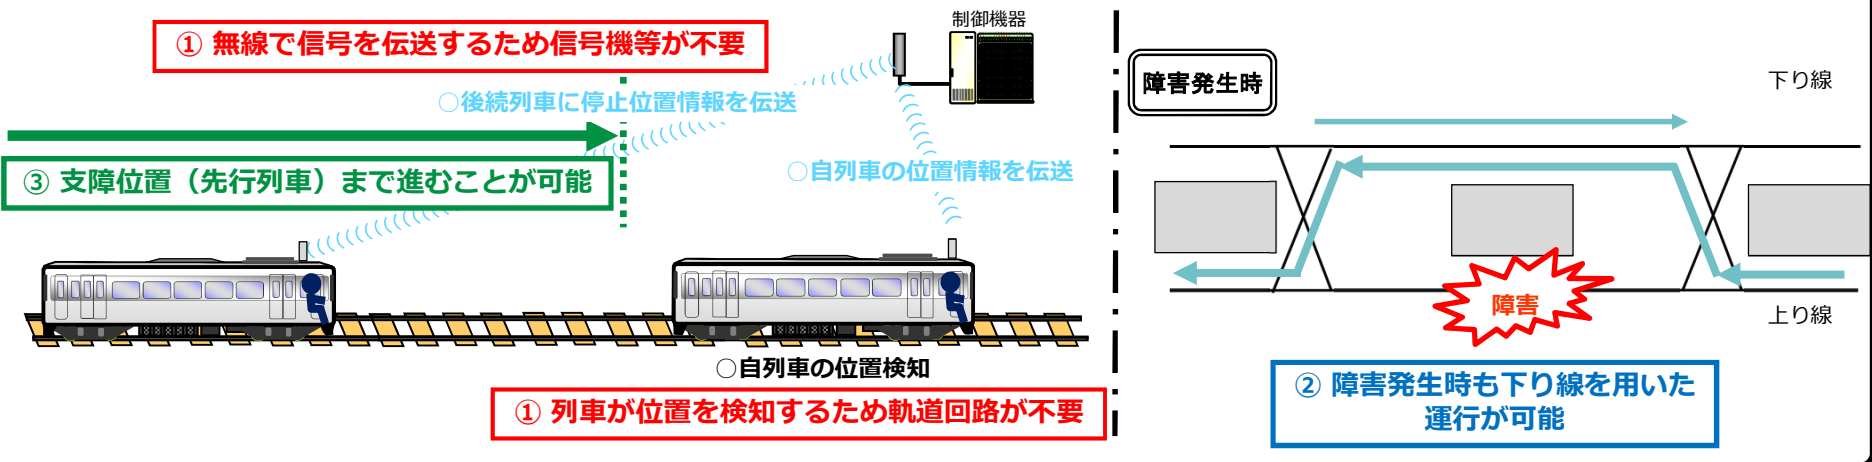 制御機器
① 無線で信号を伝送するため信号機等が不要
○後続列車に停止位置情報を伝送
③ 支障位置（先行列車）まで進むことが可能
○自列車の位置情報を伝送
○自列車の位置検知
① 列車が位置を検知するため軌道回路が不要
障害発生時
下り線
障害
上り線
② 障害発生時も下り線を用いた
運行が可能